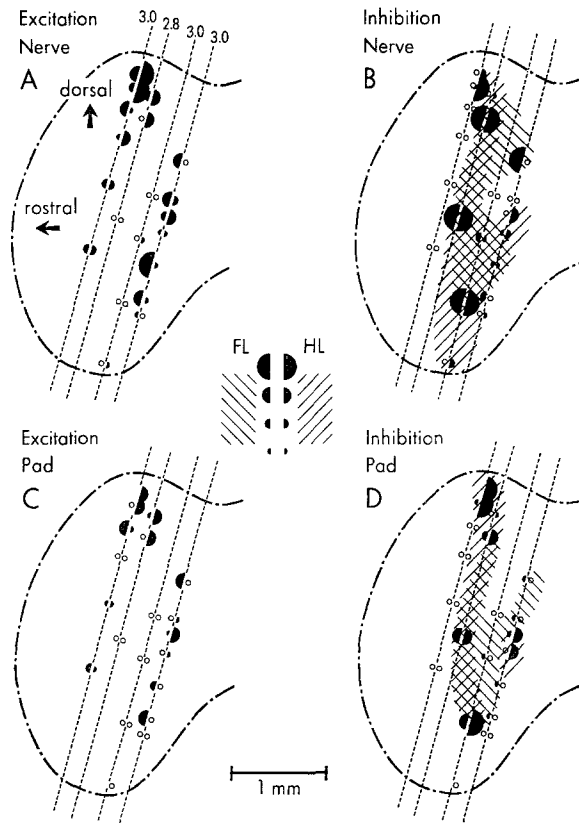 Excitation
Nerve
A
3.0
2.8
3.0
3.0
dorsal
rostral
Inhibition
Nerve
B
FL
HL
Excitation
Pad
C
Inhibition
Pad
D
1 mm